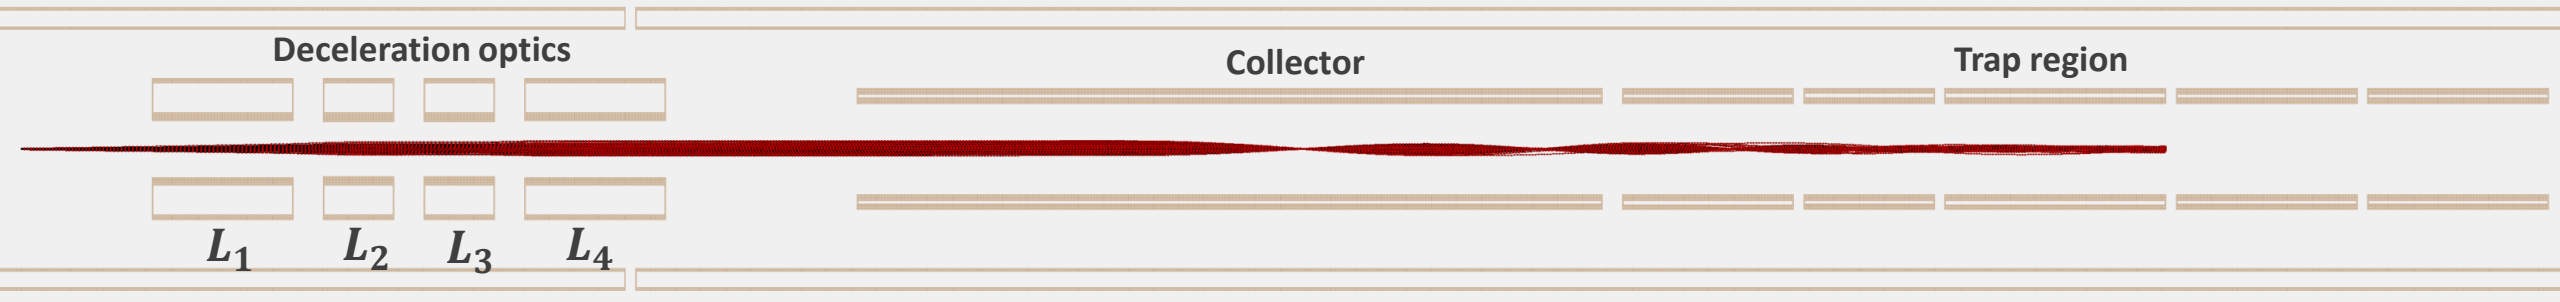 Deceleration optics
Collector
Trap region
L₁
L₂
L₃
L₄